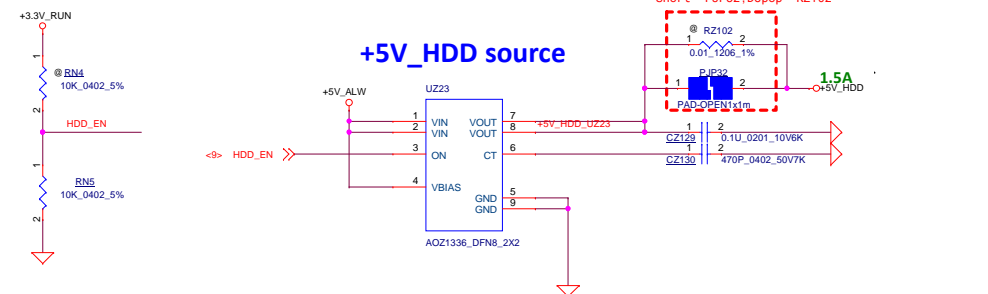 +3.3V_RUN
1
@ RN4
10K_0402_5%
2
HDD_EN
1
RN5
10K_0402_5%
2
+5V_HDD source
+5V_ALW
UZ23
1 VIN VOUT 7
2 VIN VOUT 8
+5V_HDD_UZ23
<9> HDD_EN
3 ON CT 6
4 VBIAS
GND 5
GND 9
AOZ1336_DFN8_2X2
@ RZ102
1 2
0.01_1206_1%
PJP32
1 2
PAD-OPEN1x1m
1.5A
+5V_HDD
1 2
CZ129 0.1U_0201_10V6K
1 2
CZ130 470P_0402_50V7K